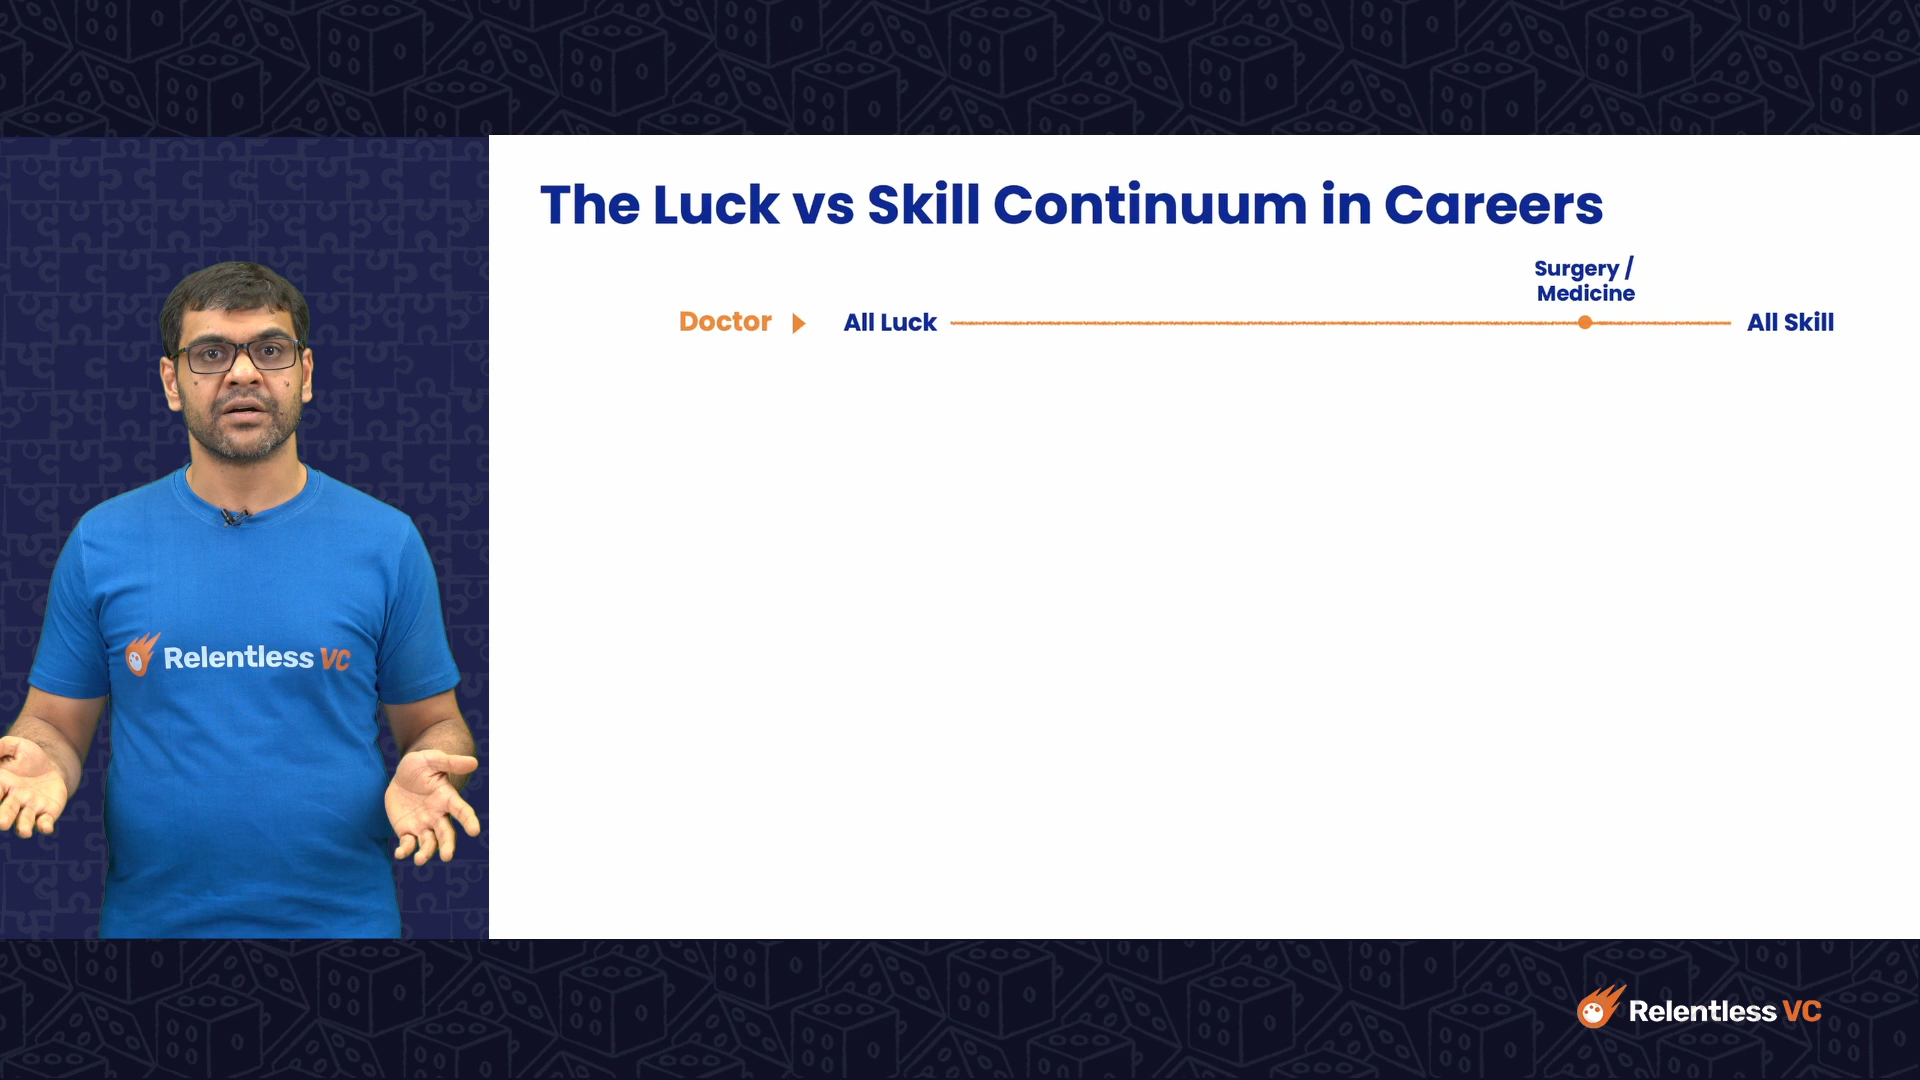 The Luck vs Skill Continuum in Careers
Surgery /
Medicine
Doctor All Luck All Skill
Relentless VC
Relentless VC